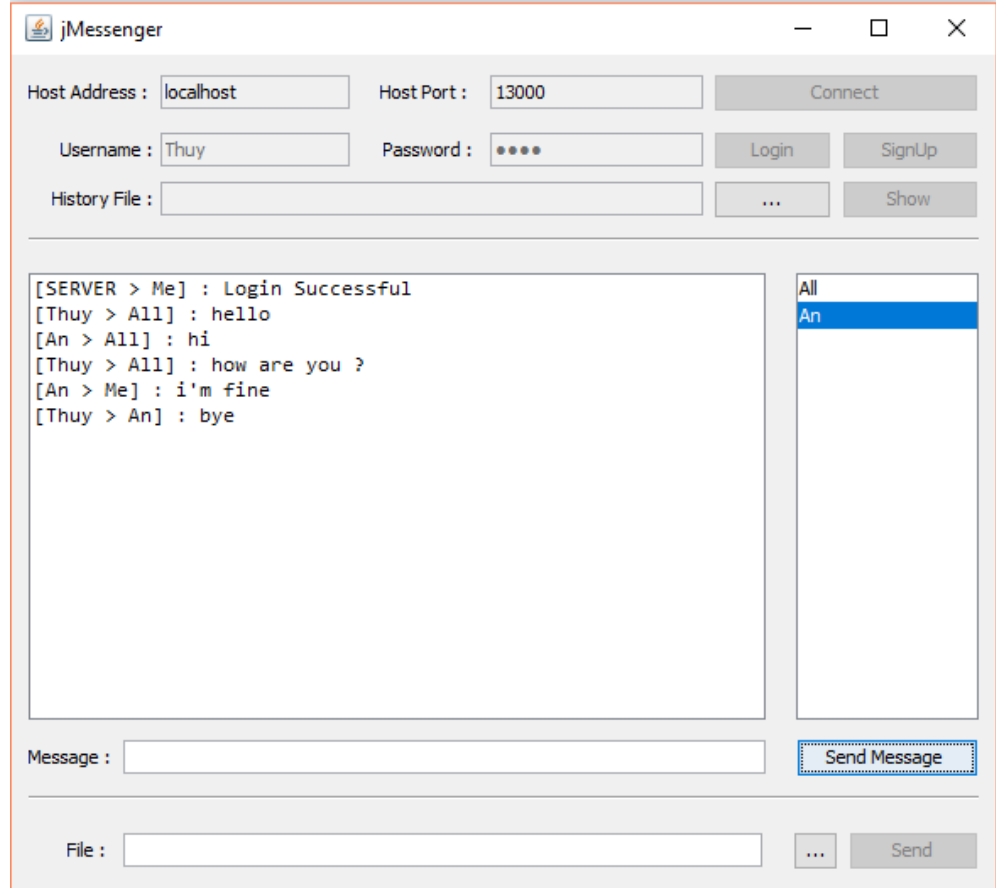 jMessenger
Host Address : localhost Host Port : 13000 Connect
Username : Thuy Password : •••• Login SignUp
History File : ... Show
[SERVER > Me] : Login Successful
[Thuy > All] : hello
[An > All] : hi
[Thuy > All] : how are you ?
[An > Me] : i'm fine
[Thuy > An] : bye
All
An
Message : Send Message
File : ... Send